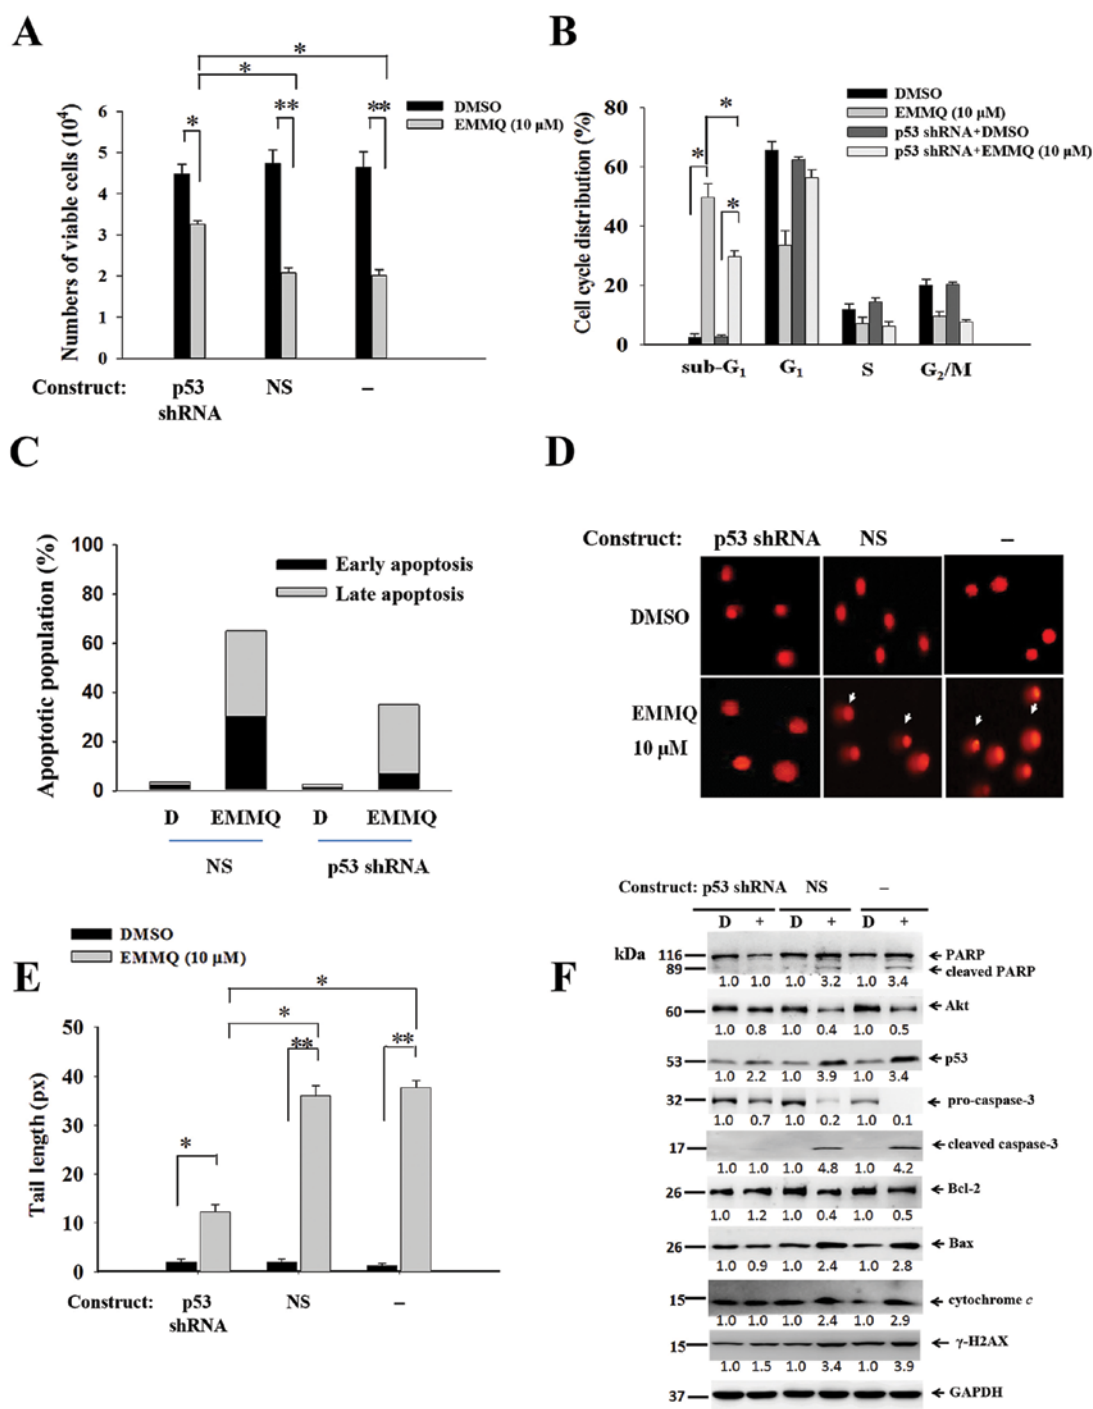 A
*
*
*
**
**
DMSO
EMMQ (10 μM)
Numbers of viable cells (10⁴)
6
5
4
3
2
1
0
Construct:
p53 shRNA
NS
–
B
DMSO
EMMQ (10 μM)
p53 shRNA+DMSO
p53 shRNA+EMMQ (10 μM)
*
*
*
Cell cycle distribution (%)
80
60
40
20
0
sub-G₁
G₁
S
G₂/M
C
Early apoptosis
Late apoptosis
Apoptotic population (%)
100
80
60
40
20
0
D
EMMQ
D
EMMQ
NS
p53 shRNA
D
Construct: p53 shRNA NS –
DMSO
EMMQ
10 μM
E
DMSO
EMMQ (10 μM)
*
*
*
**
**
Tail length (px)
50
40
30
20
10
0
Construct:
p53 shRNA
NS
–
F
Construct: p53 shRNA NS –
D + D + D +
kDa
116 PARP
89 cleaved PARP
1.0 1.0 1.0 3.2 1.0 3.4
60 Akt
1.0 0.8 1.0 0.4 1.0 0.5
53 p53
1.0 2.2 1.0 3.9 1.0 3.4
32 pro-caspase-3
1.0 0.7 1.0 0.2 1.0 0.1
17 cleaved caspase-3
1.0 1.0 1.0 4.8 1.0 4.2
26 Bcl-2
1.0 1.2 1.0 0.4 1.0 0.5
26 Bax
1.0 0.9 1.0 2.4 1.0 2.8
15 cytochrome c
1.0 1.0 1.0 2.4 1.0 2.9
15 γ-H2AX
1.0 1.5 1.0 3.4 1.0 3.9
37 GAPDH